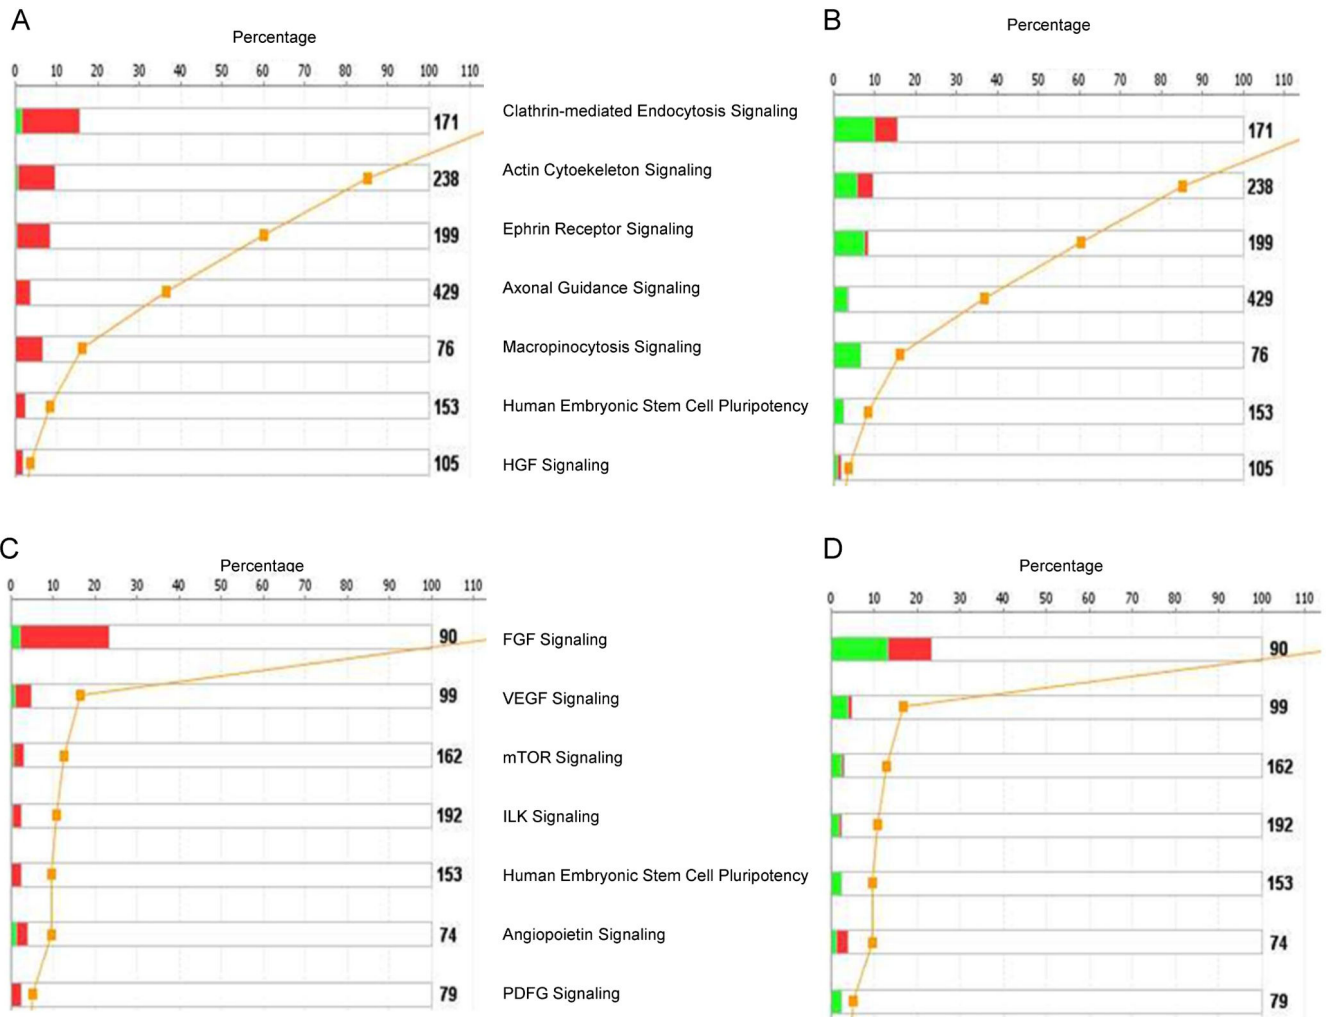 A
B
Percentage
Percentage
0 10 20 30 40 50 60 70 80 90 100 110
0 10 20 30 40 50 60 70 80 90 100 110
171 Clathrin-mediated Endocytosis Signaling 171
238 Actin Cytoekeleton Signaling 238
199 Ephrin Receptor Signaling 199
429 Axonal Guidance Signaling 429
76 Macropinocytosis Signaling 76
153 Human Embryonic Stem Cell Pluripotency 153
105 HGF Signaling 105
C
D
Percentage
Percentage
0 10 20 30 40 50 60 70 80 90 100 110
0 10 20 30 40 50 60 70 80 90 100 110
90 FGF Signaling 90
99 VEGF Signaling 99
162 mTOR Signaling 162
192 ILK Signaling 192
153 Human Embryonic Stem Cell Pluripotency 153
74 Angiopoietin Signaling 74
79 PDFG Signaling 79